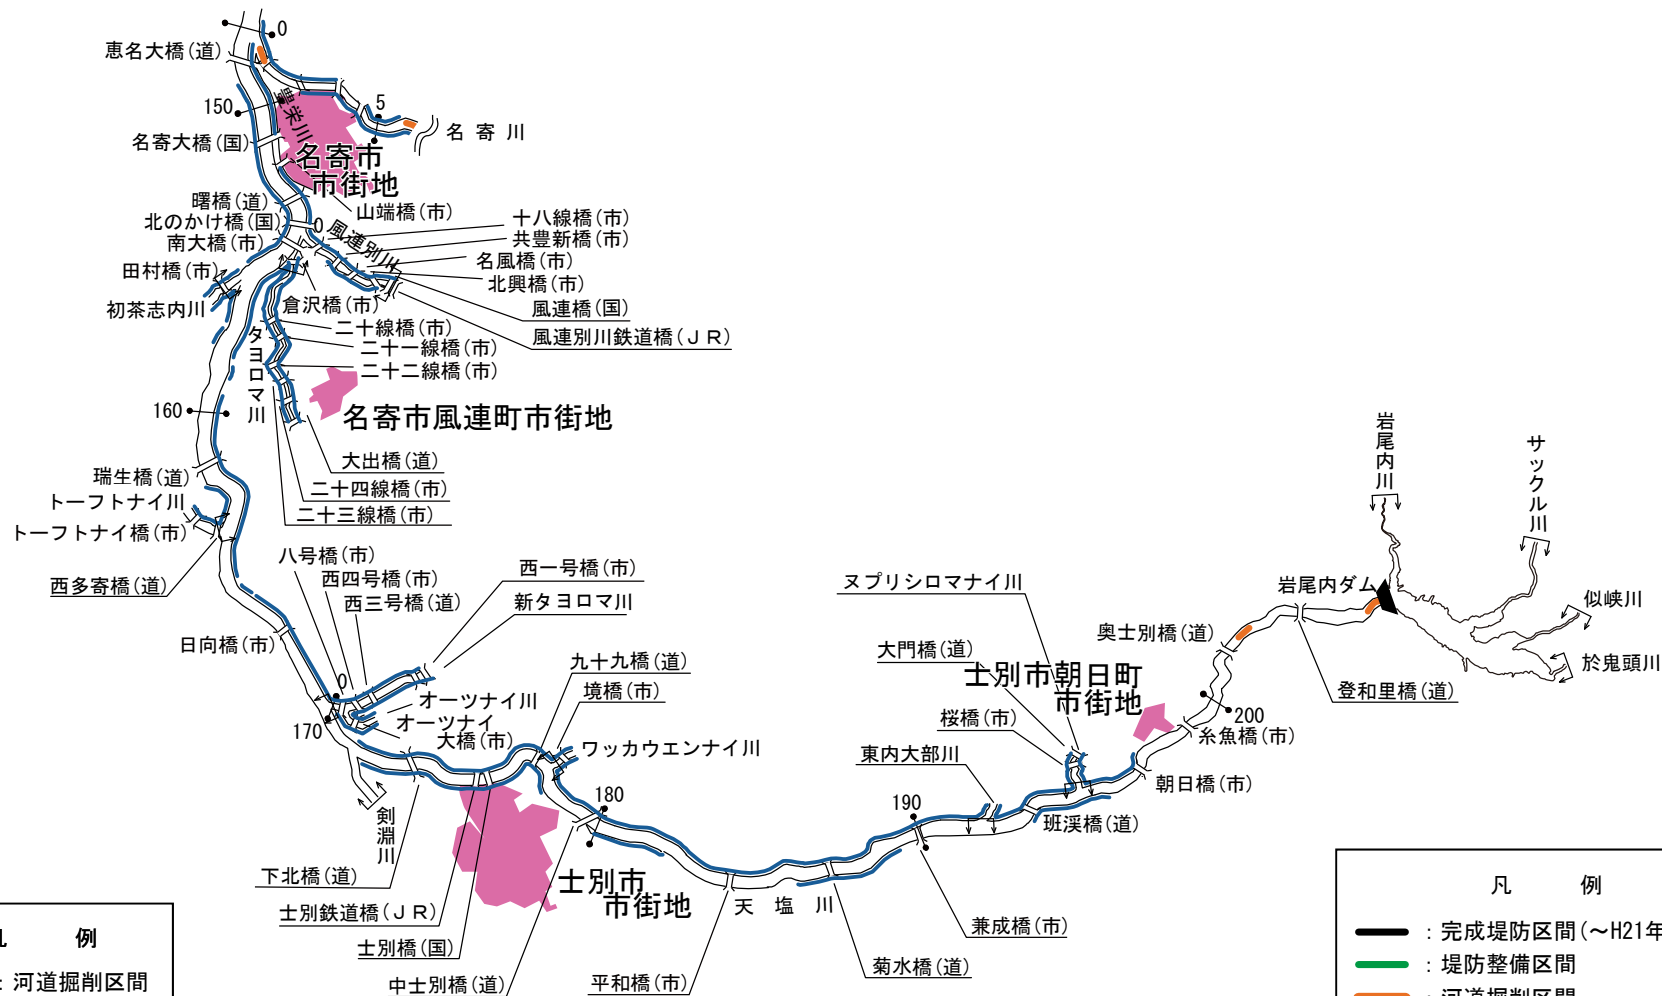 0
恵名大橋(道)
150
豊栄川
5
名寄川
名寄大橋(国)
名寄市
市街地
曙橋(道)
山端橋(市)
北のかけ橋(国)
0
南大橋(市)
風連別川
十八線橋(市)
共豊新橋(市)
名風橋(市)
北興橋(市)
風連橋(国)
風連別川鉄道橋(JR)
田村橋(市)
初茶志内川
倉沢橋(市)
二十線橋(市)
二十一線橋(市)
二十二線橋(市)
タヨロマ川
160
名寄市風連町市街地
大出橋(道)
二十四線橋(市)
二十三線橋(市)
瑞生橋(道)
トーフトナイ川
トーフトナイ橋(市)
西多寄橋(道)
八号橋(市)
西四号橋(市)
西三号橋(道)
西一号橋(市)
新タヨロマ川
日向橋(市)
0
オーツナイ川
オーツナイ
大橋(市)
170
九十九橋(道)
境橋(市)
ワッカウエンナイ川
剣淵川
180
下北橋(道)
士別鉄道橋(JR)
士別橋(国)
中士別橋(道)
士別市
市街地
天塩川
平和橋(市)
菊水橋(道)
兼成橋(市)
190
東内大部川
桜橋(市)
大門橋(道)
ヌプリシロマナイ川
士別市朝日町
市街地
班渓橋(道)
朝日橋(市)
糸魚橋(市)
200
奥士別橋(道)
登和里橋(道)
岩尾内ダム
岩尾内川
サックル川
似峡川
於鬼頭川
凡 例
:河道掘削区間
凡 例
:完成堤防区間(～H21年
:堤防整備区間
:河道掘削区間